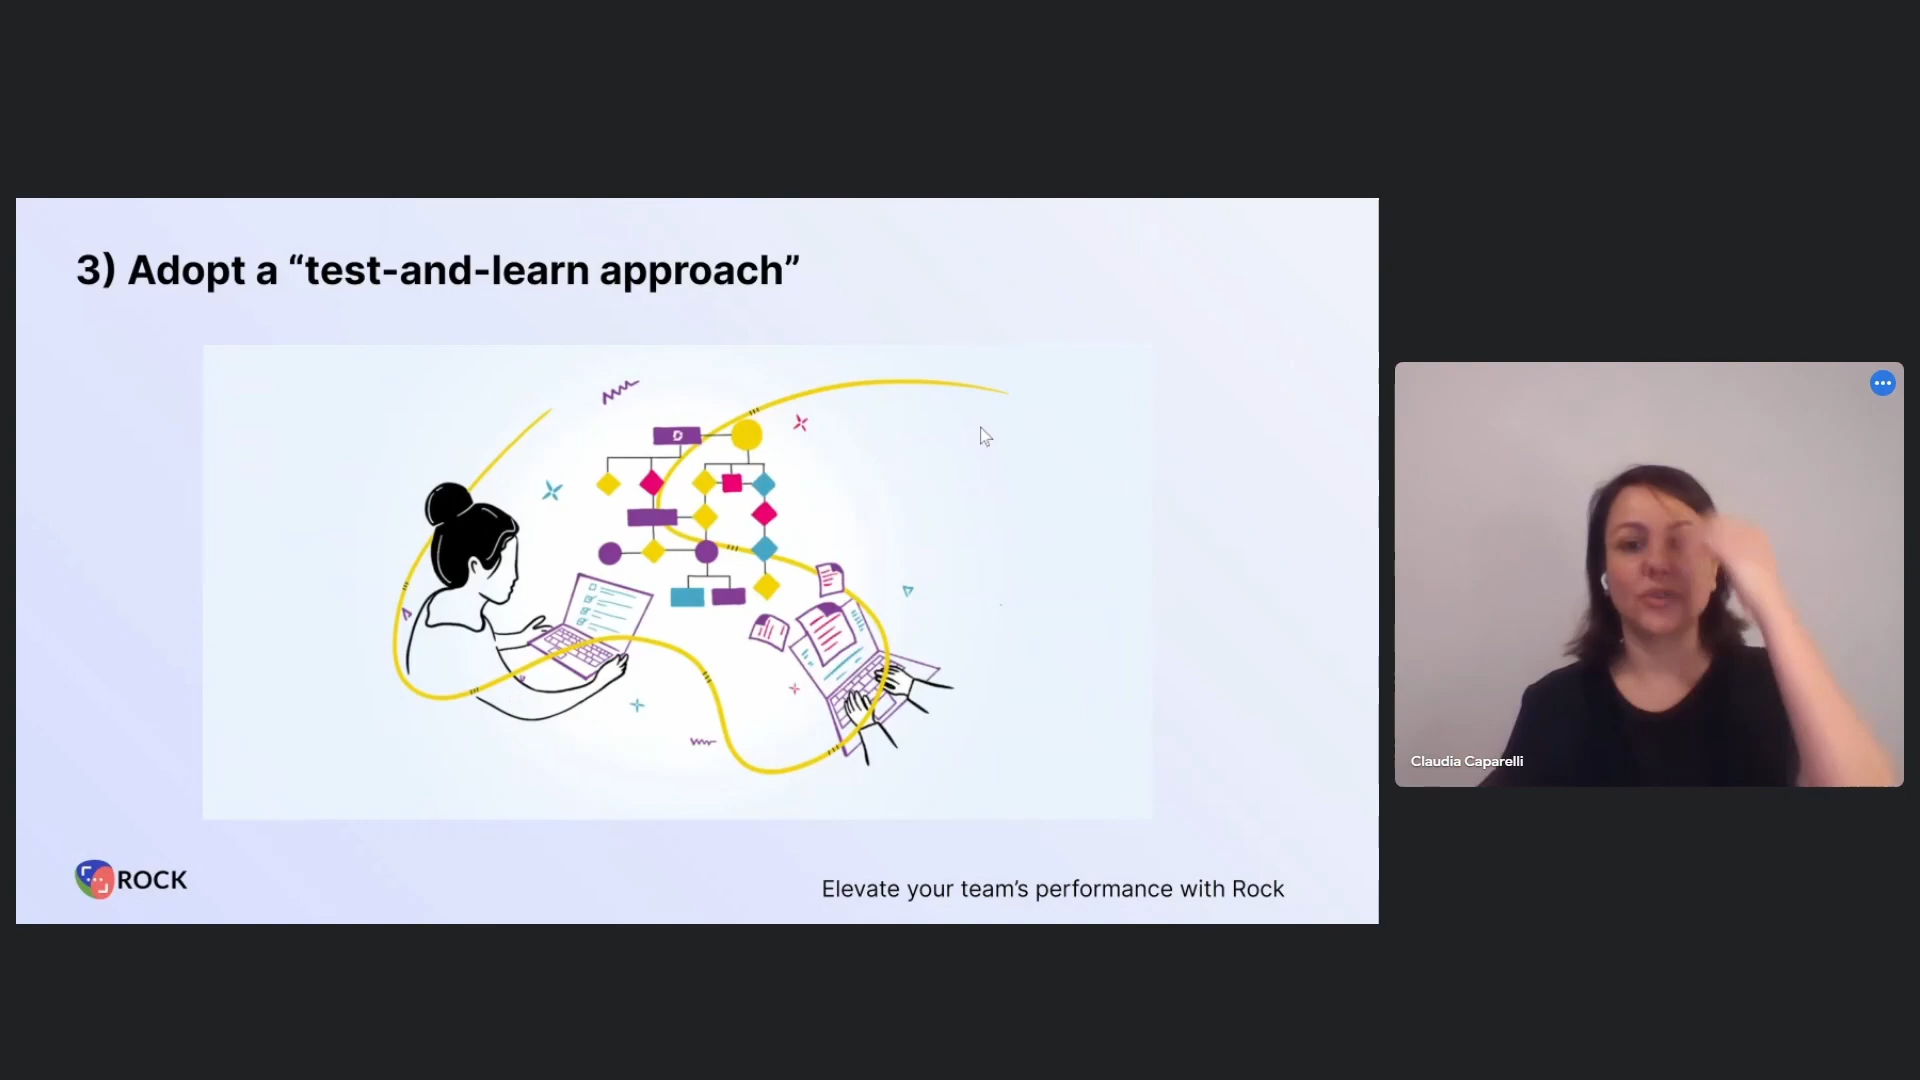 3) Adopt a “test-and-learn approach”
D
ROCK
Elevate your team’s performance with Rock
Claudia Caparelli